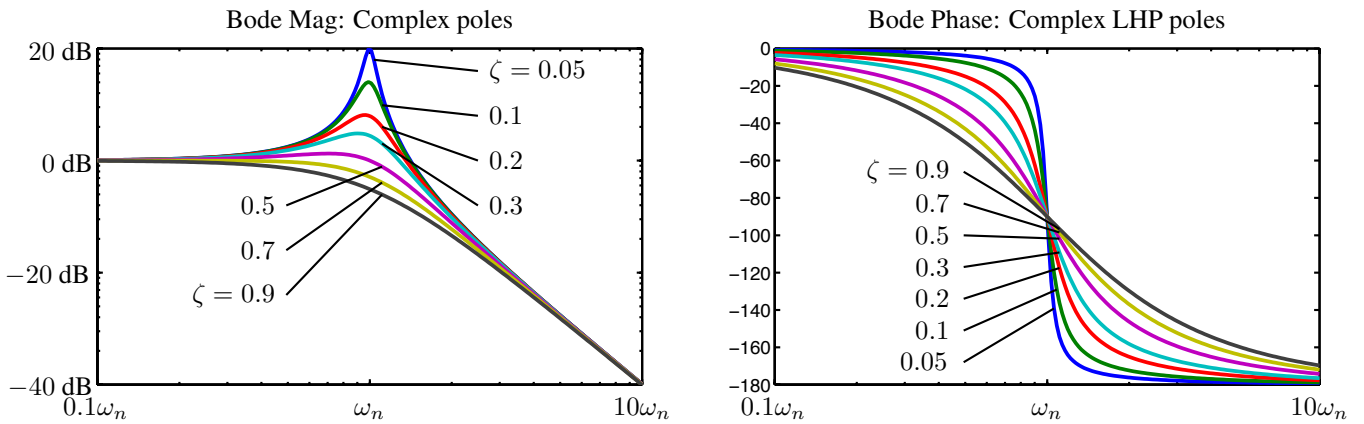 Bode Mag: Complex poles
20 dB
0 dB
−20 dB
−40 dB
0.1ωₙ
ωₙ
10ωₙ
ζ = 0.05
0.1
0.2
0.3
0.5
0.7
ζ = 0.9
Bode Phase: Complex LHP poles
0
−20
−40
−60
−80
−100
−120
−140
−160
−180
0.1ωₙ
ωₙ
10ωₙ
ζ = 0.9
0.7
0.5
0.3
0.2
0.1
0.05